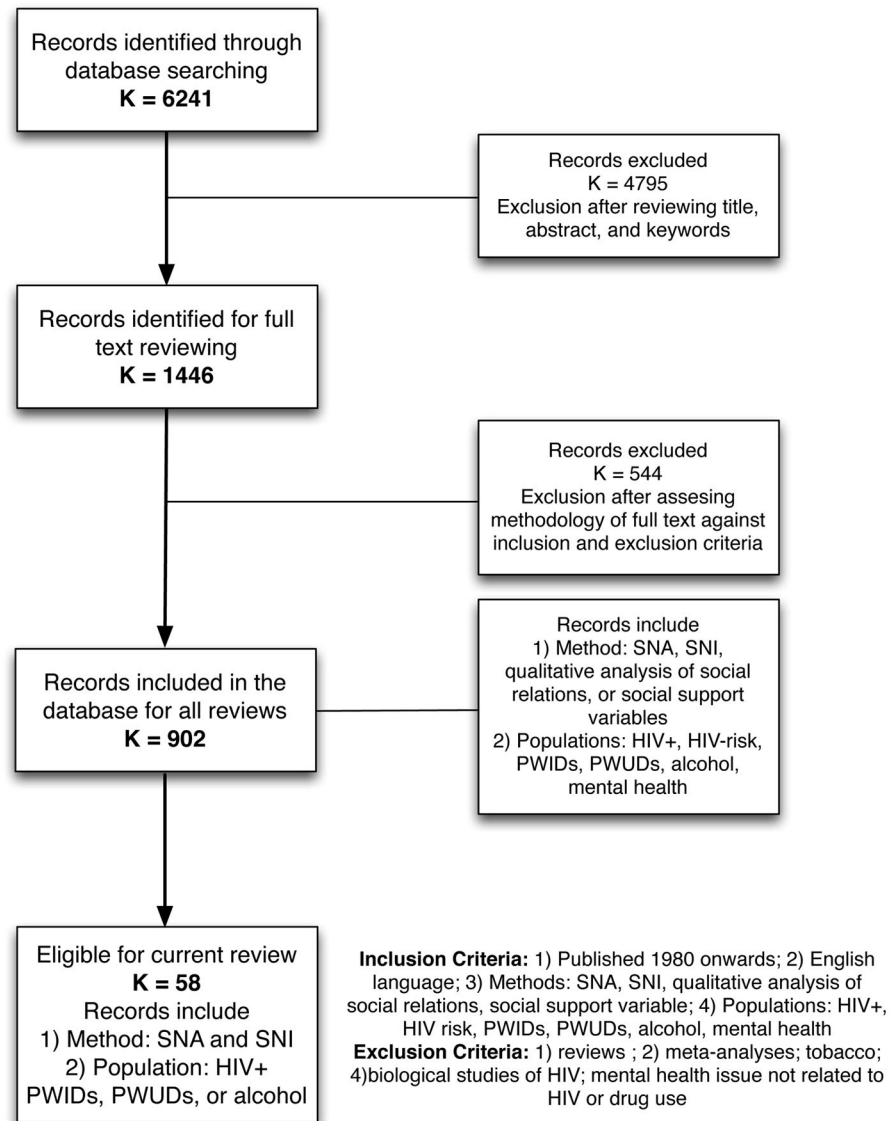 Records identified through
database searching
K = 6241
Records excluded
K = 4795
Exclusion after reviewing title,
abstract, and keywords
Records identified for full
text reviewing
K = 1446
Records excluded
K = 544
Exclusion after assesing
methodology of full text against
inclusion and exclusion criteria
Records included in the
database for all reviews
K = 902
Records include
1) Method: SNA, SNI,
qualitative analysis of social
relations, or social support
variables
2) Populations: HIV+, HIV-risk,
PWIDs, PWUDs, alcohol,
mental health
Eligible for current review
K = 58
Records include
1) Method: SNA and SNI
2) Population: HIV+
PWIDs, PWUDs, or alcohol
Inclusion Criteria: 1) Published 1980 onwards; 2) English
language; 3) Methods: SNA, SNI, qualitative analysis of
social relations, social support variable; 4) Populations: HIV+,
HIV risk, PWIDs, PWUDs, alcohol, mental health
Exclusion Criteria: 1) reviews ; 2) meta-analyses; tobacco;
4)biological studies of HIV; mental health issue not related to
HIV or drug use